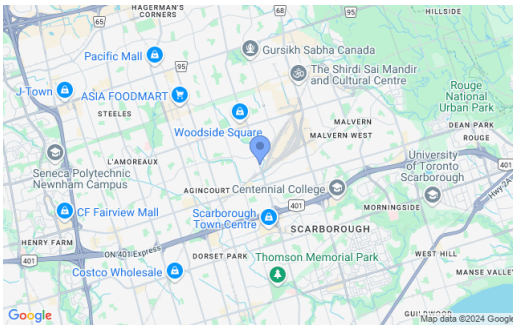 HAGERMAN'S
CORNERS
68
HILLSIDE
Pacific Mall
Gursikh Sabha Canada
95
The Shirdi Sai Mandir
and Cultural Centre
J-Town
ASIA FOODMART
Rouge
National
Urban Park
STEELES
Woodside Square
MALVERN
DEAN PARK
MALVERN WEST
ROUGE
L'AMOREAUX
University
of Toronto
Scarborough
Seneca Polytechnic
Newnham Campus
AGINCOURT
Centennial College
Hwy-2A
401
MORNINGSIDE
CF Fairview Mall
Scarborough
Town Centre
SCARBOROUGH
HENRY FARM
401
ON 401 Express
DORSET PARK
WEST HILL
Costco Wholesale
Thomson Memorial Park
MANSE VALLEY
GUILDWOOD
Google
Map data ©2024 Google